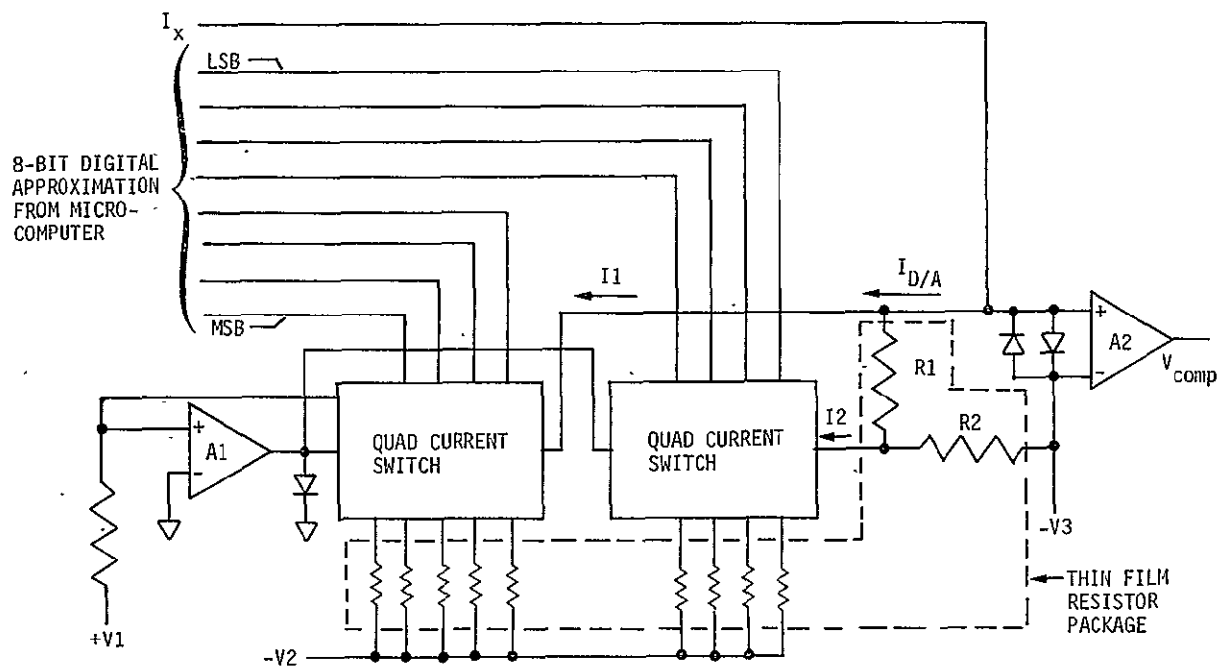 I_x
LSB
8-BIT DIGITAL
APPROXIMATION
FROM MICRO-
COMPUTER
MSB
I1
I_D/A
R1
I2
R2
A1
+
-
QUAD CURRENT
SWITCH
QUAD CURRENT
SWITCH
+
A2
-
V_comp
-V3
THIN FILM
RESISTOR
PACKAGE
+V1
-V2